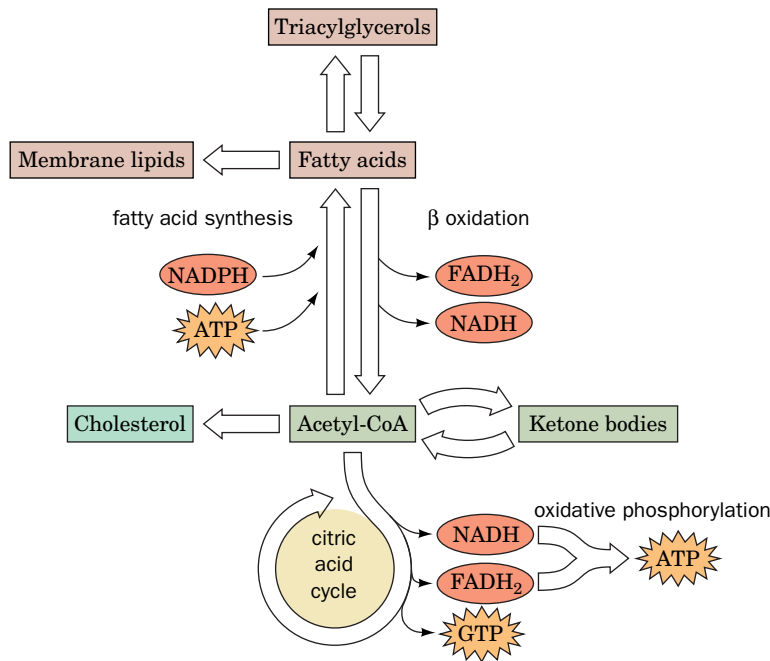 Triacylglycerols
Membrane lipids
Fatty acids
fatty acid synthesis
β oxidation
NADPH
FADH₂
ATP
NADH
Cholesterol
Acetyl-CoA
Ketone bodies
oxidative phosphorylation
citric
acid
cycle
NADH
FADH₂
ATP
GTP